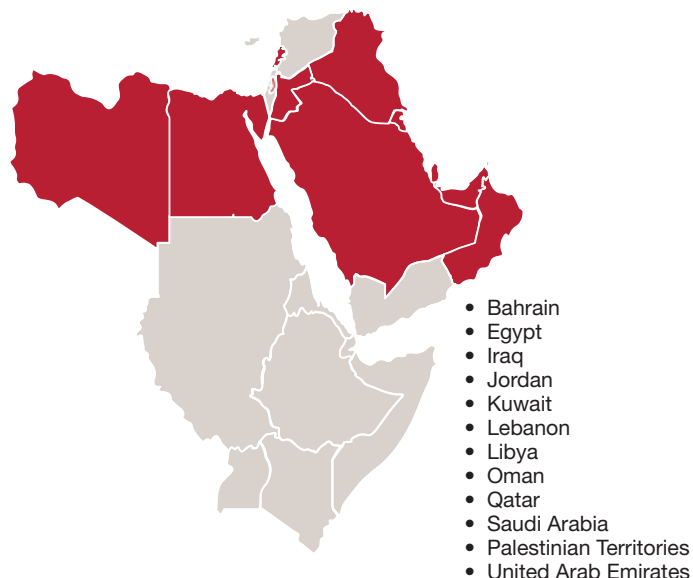 • Bahrain
• Egypt
• Iraq
• Jordan
• Kuwait
• Lebanon
• Libya
• Oman
• Qatar
• Saudi Arabia
• Palestinian Territories
• United Arab Emirates